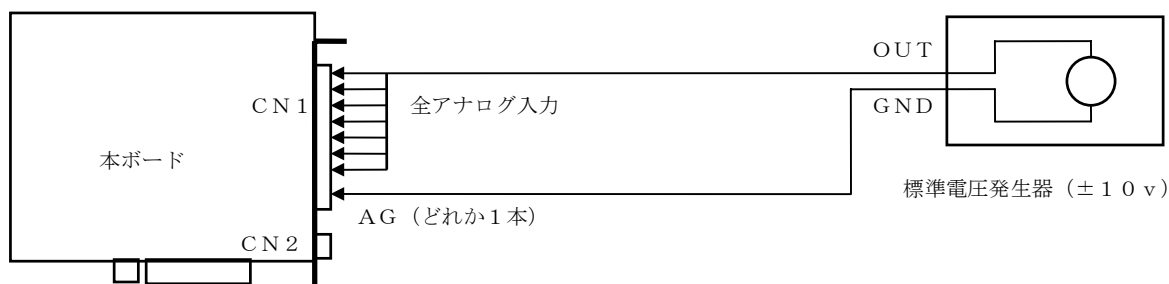 OUT
CN1
全アナログ入力
GND
本ボード
標準電圧発生器（±10v）
AG（どれか1本）
CN2